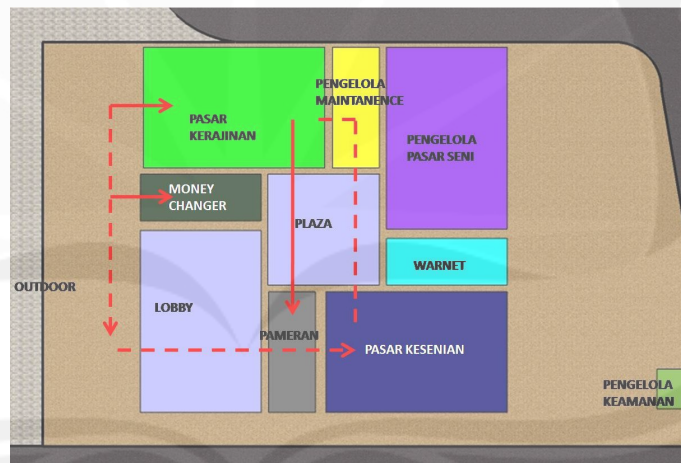 PENGELOLA
MAINTANENCE
PASAR
KERAJINAN
PENGELOLA
PASAR SENI
MONEY
CHANGER
PLAZA
WARNET
OUTDOOR
LOBBY
PAMERAN
PASAR KESENIAN
PENGELOLA
KEAMANAN